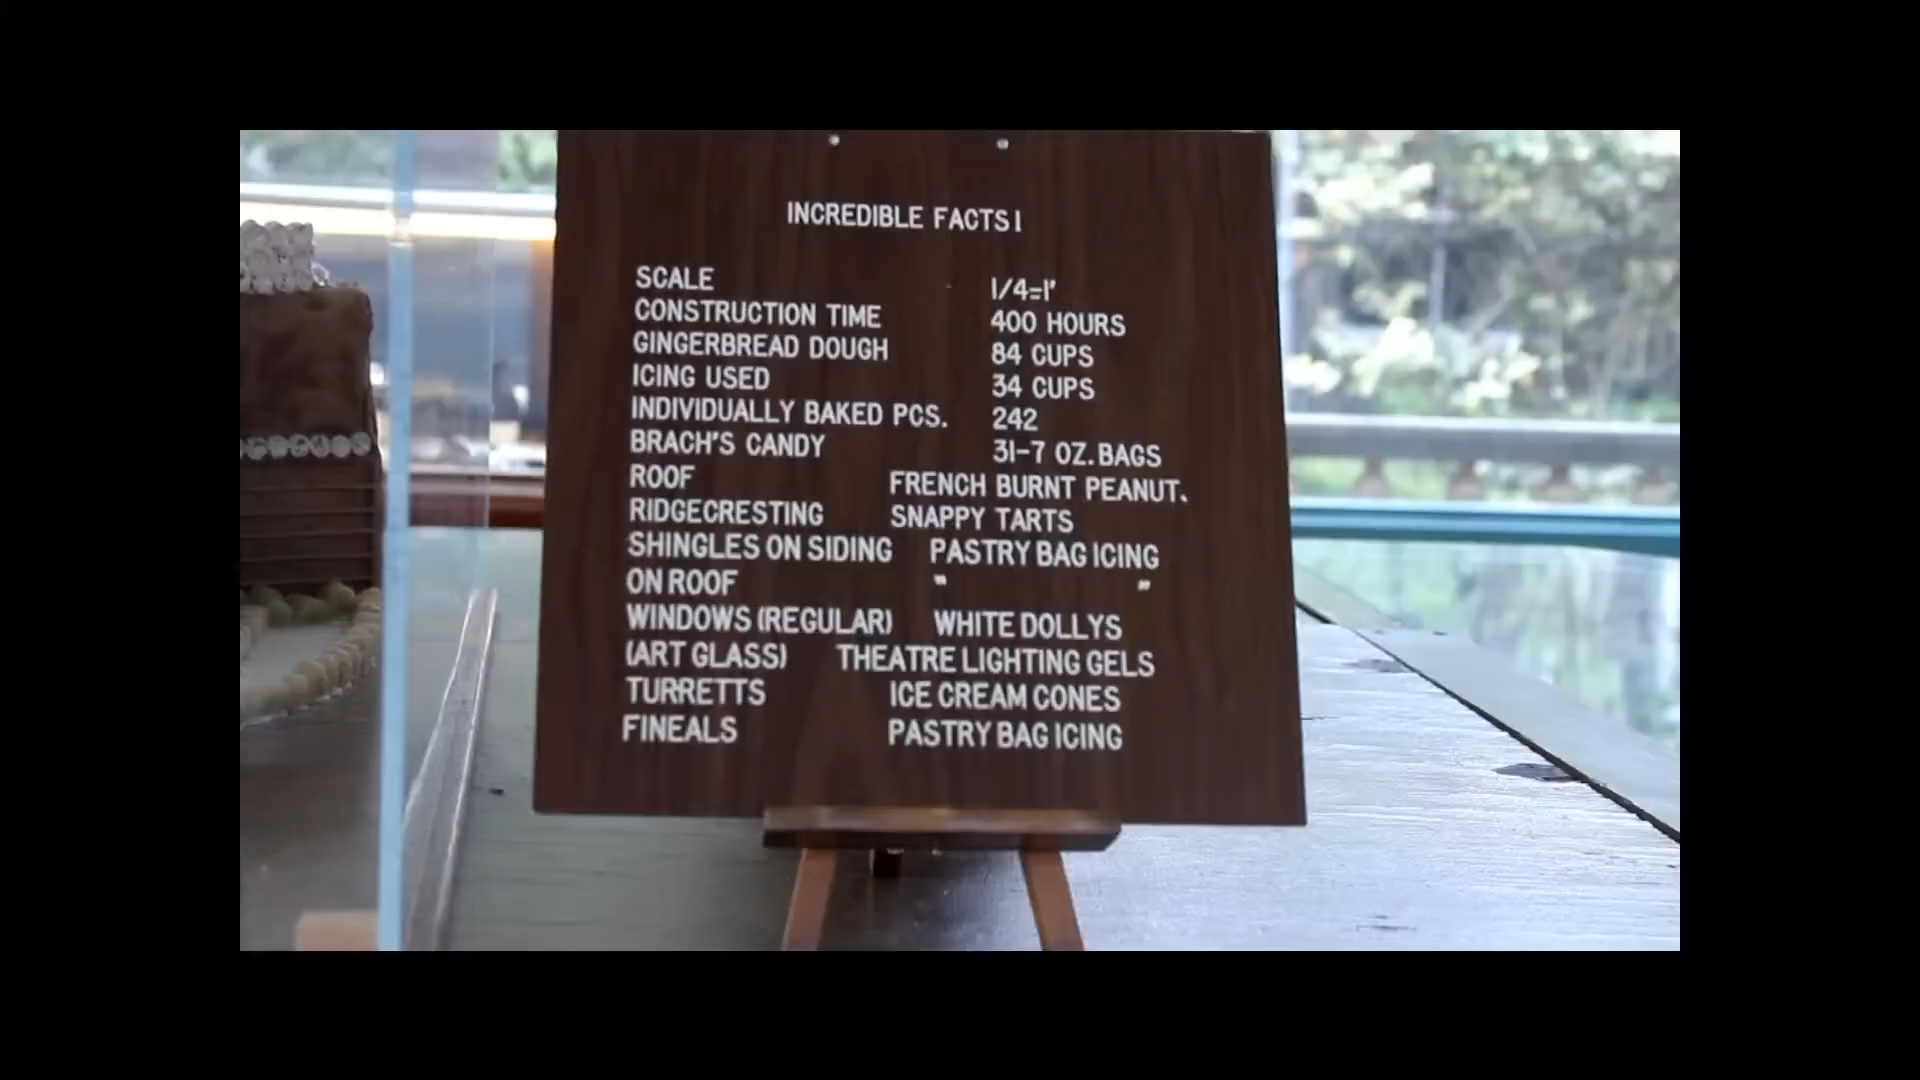 INCREDIBLE FACTS!
SCALE 1/4=1'
CONSTRUCTION TIME 400 HOURS
GINGERBREAD DOUGH 84 CUPS
ICING USED 34 CUPS
INDIVIDUALLY BAKED PCS. 242
BRACH'S CANDY 31-7 OZ. BAGS
ROOF FRENCH BURNT PEANUT.
RIDGECRESTING SNAPPY TARTS
SHINGLES ON SIDING PASTRY BAG ICING
ON ROOF " "
WINDOWS (REGULAR) WHITE DOLLYS
(ART GLASS) THEATRE LIGHTING GELS
TURRETTS ICE CREAM CONES
FINEALS PASTRY BAG ICING